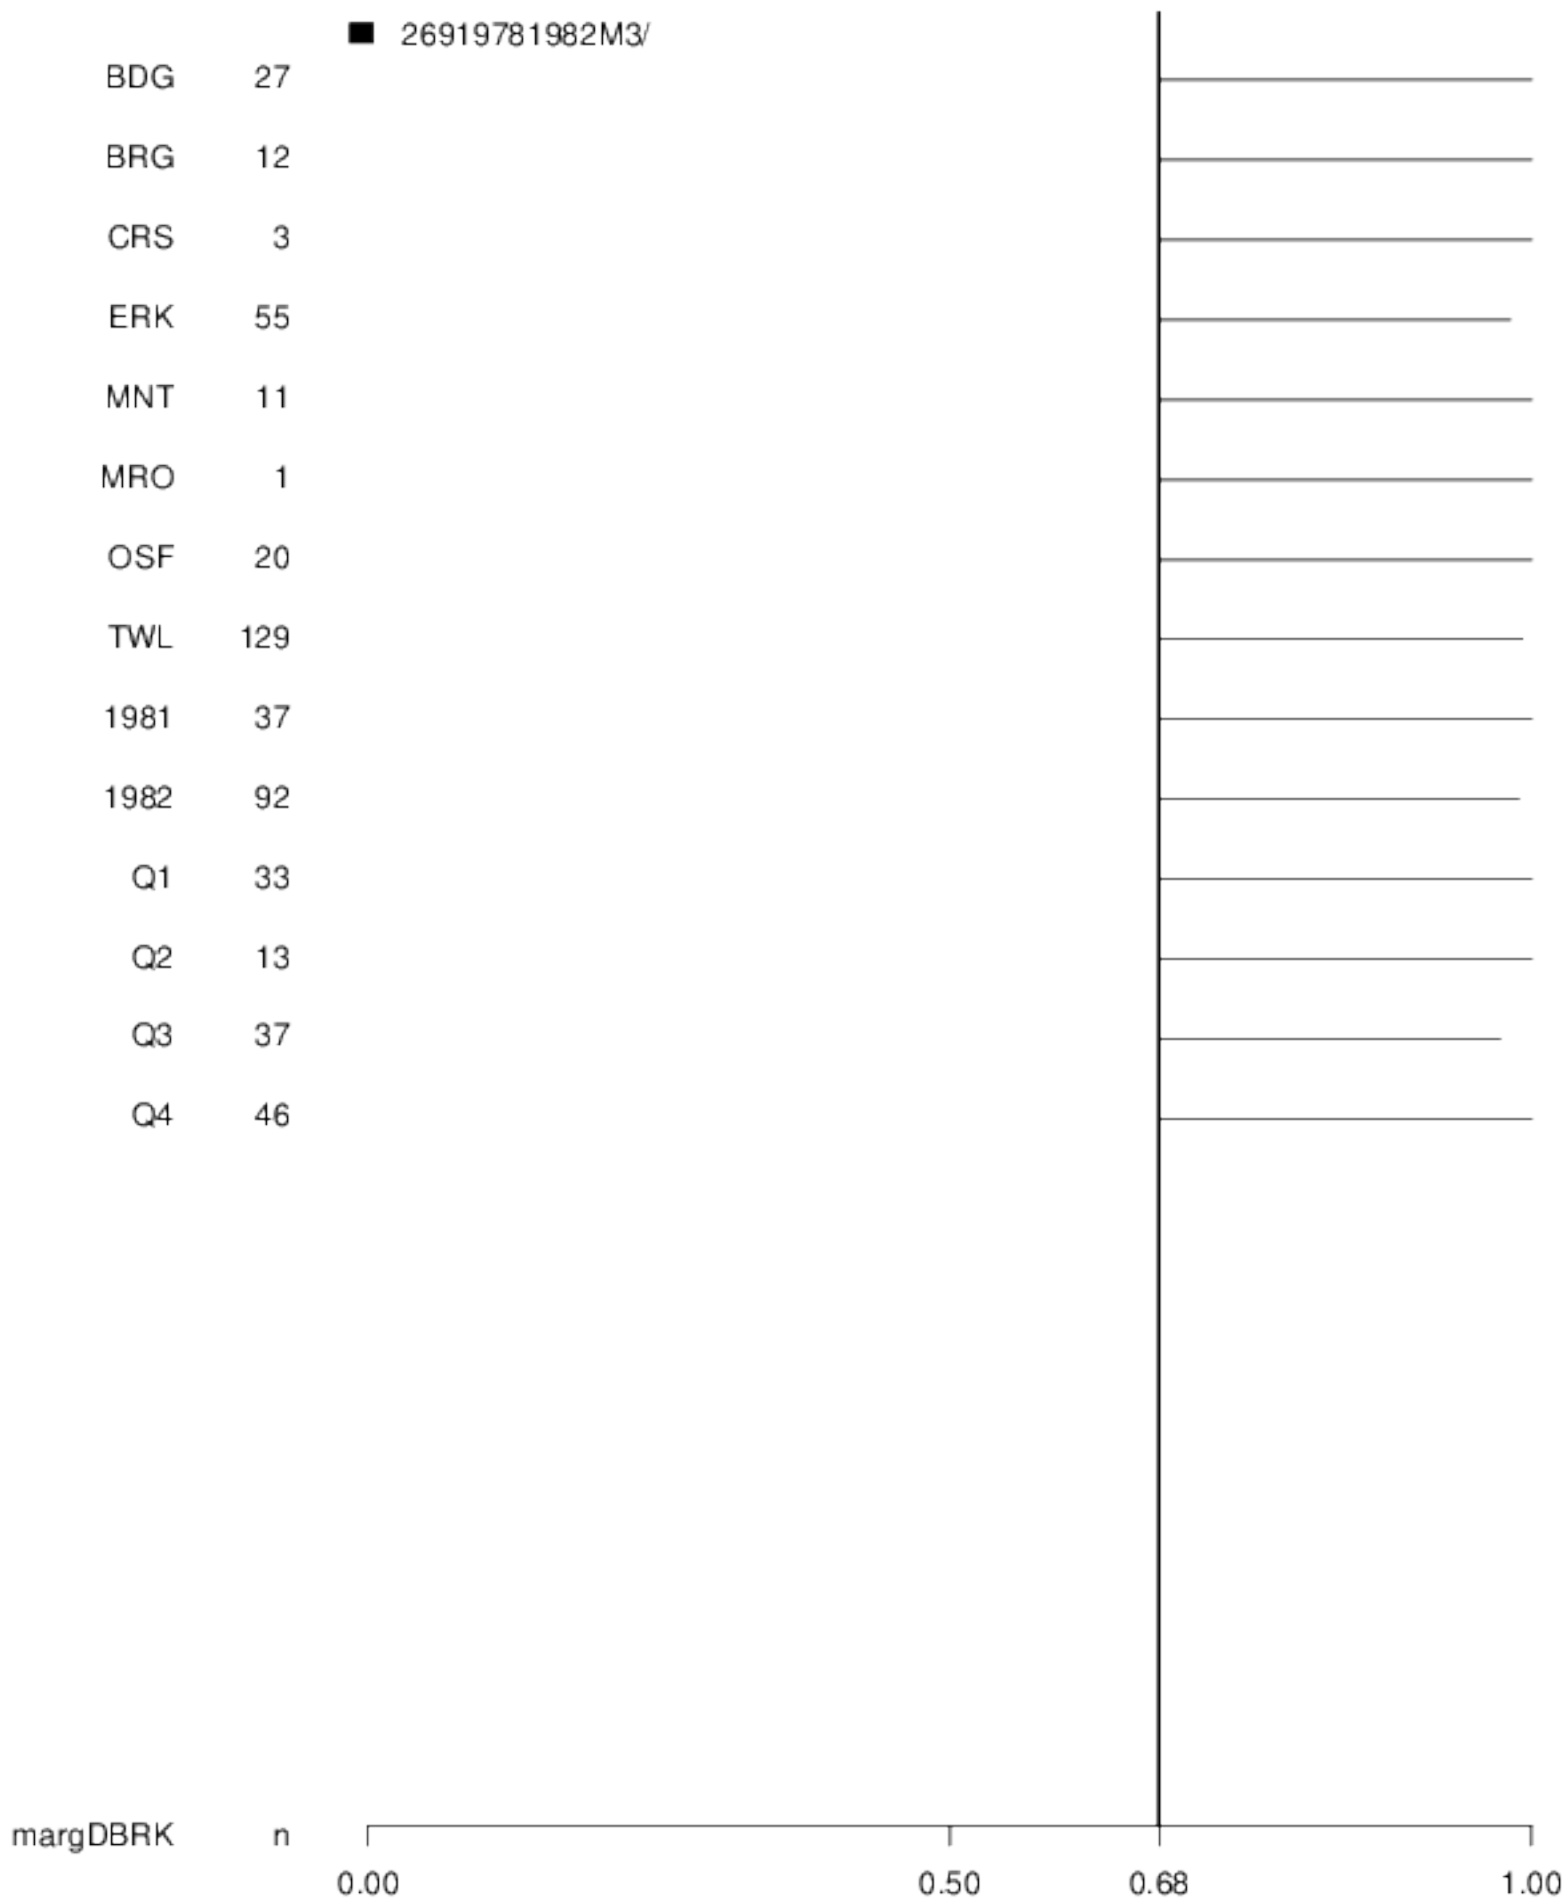 26919781982M3/
BDG 27
BRG 12
CRS 3
ERK 55
MNT 11
MRO 1
OSF 20
TWL 129
1981 37
1982 92
Q1 33
Q2 13
Q3 37
Q4 46
margDBRK n
0.00 0.50 0.68 1.00